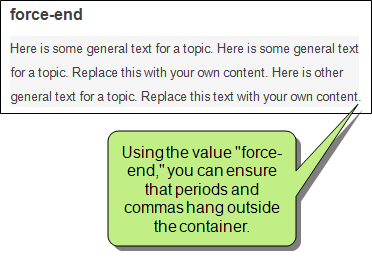 force-end
Here is some general text for a topic. Here is some general text
for a topic. Replace this with your own content. Here is other
general text for a topic. Replace this text with your own content.
Using the value "force-
end," you can ensure
that periods and
commas hang outside
the container.